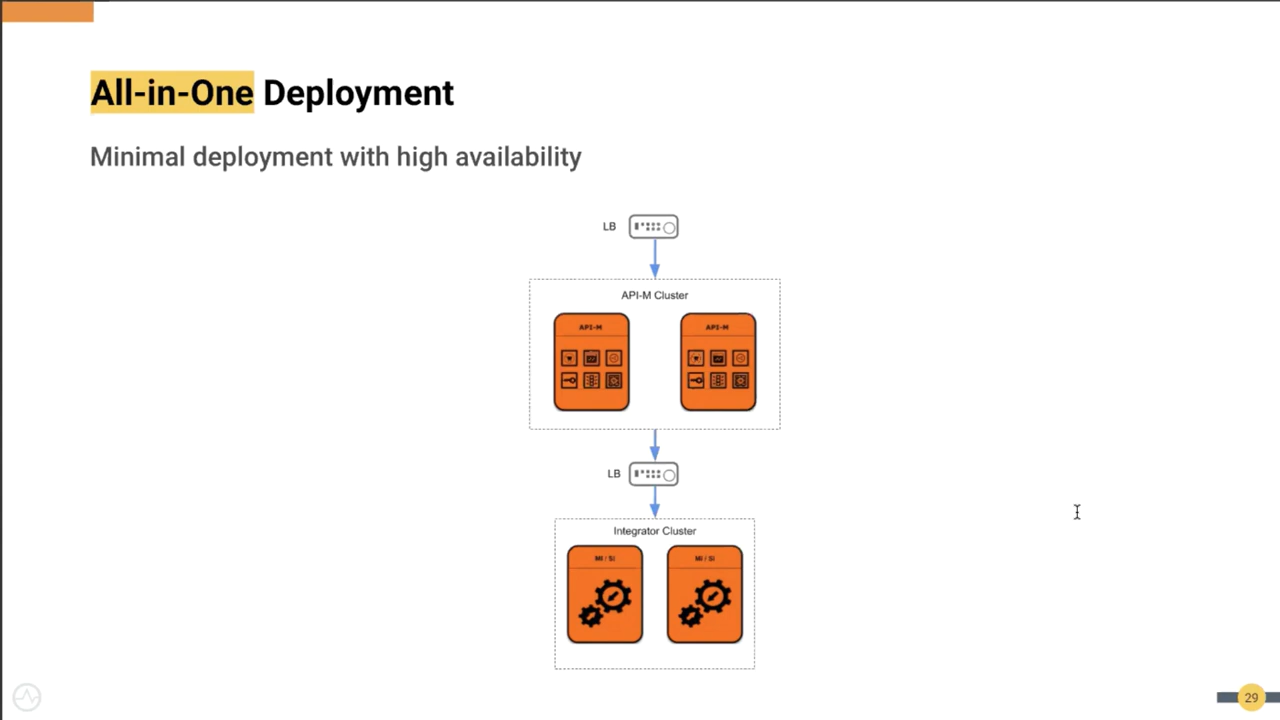 All-in-One Deployment
Minimal deployment with high availability
LB
API-M Cluster
API-M API-M
LB
Integrator Cluster
MI / SI MI / SI
29